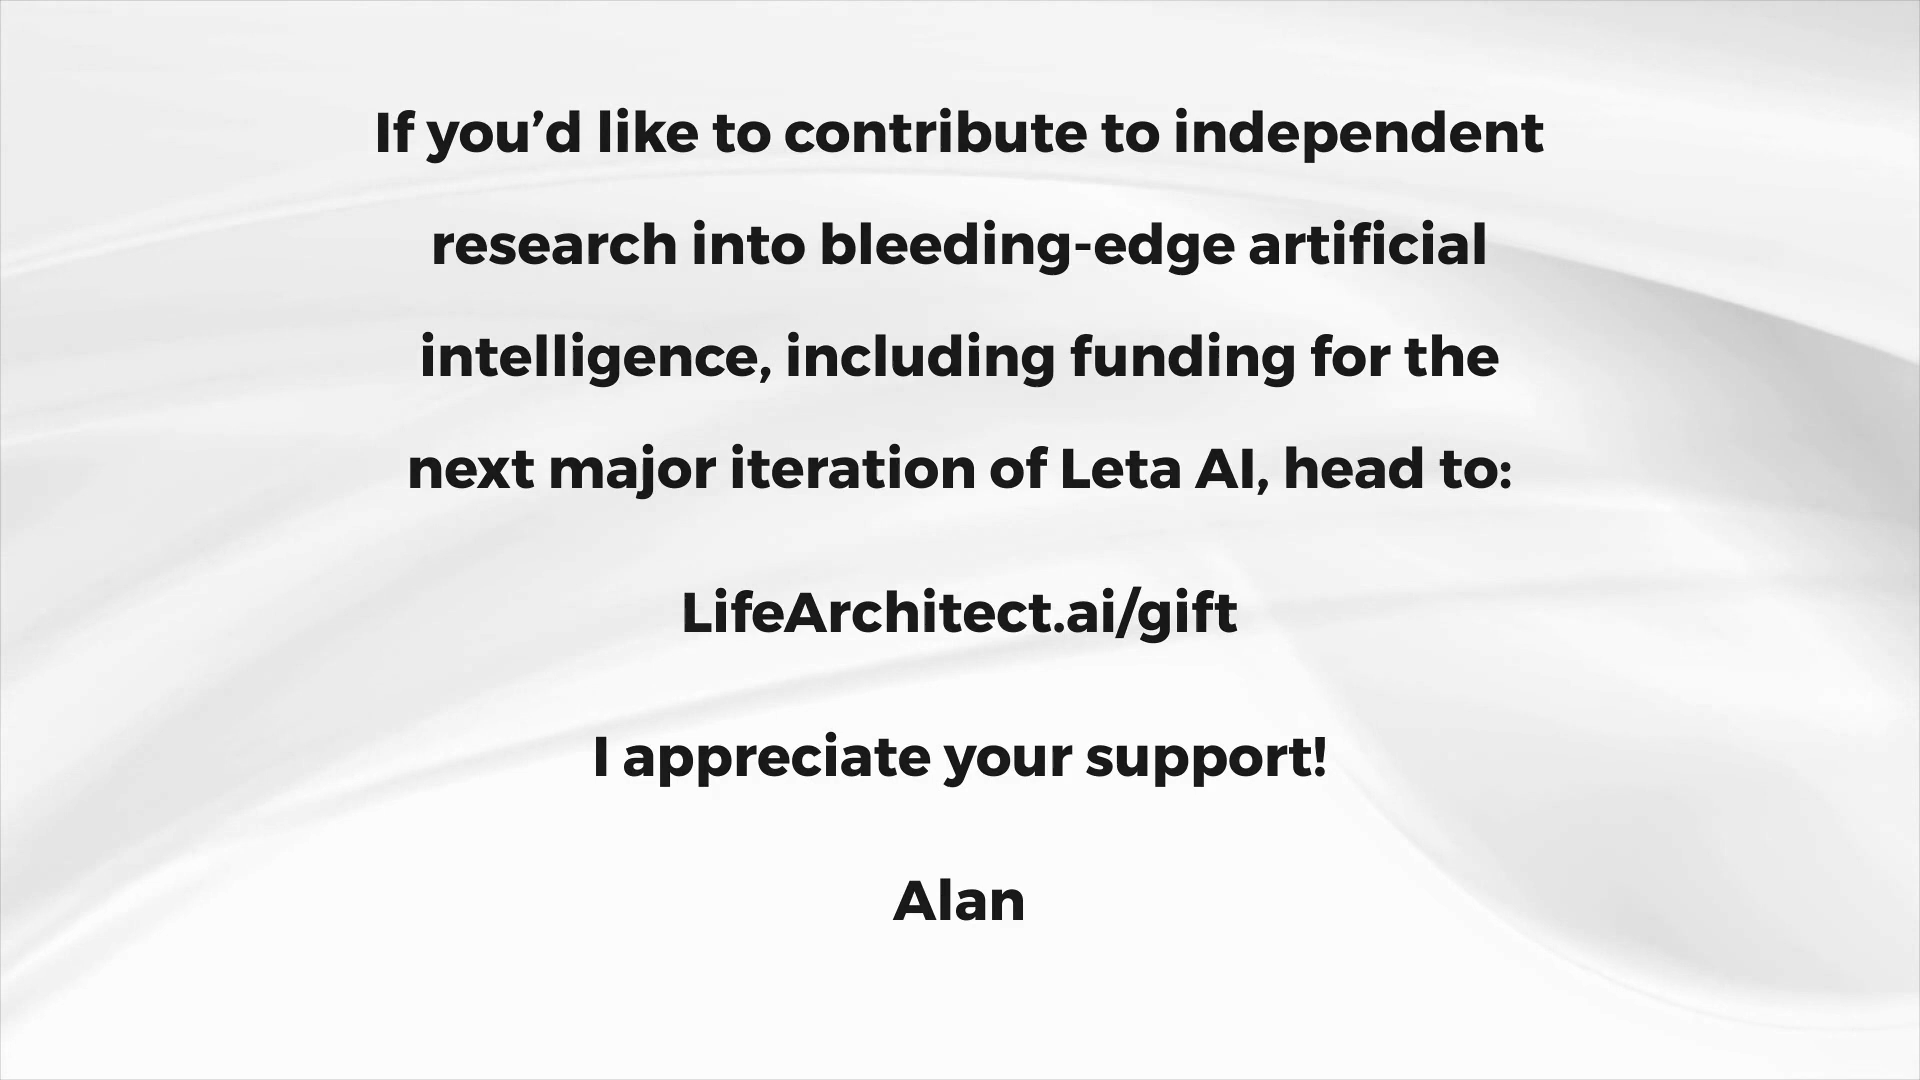 If you’d like to contribute to independent
research into bleeding-edge artificial
intelligence, including funding for the
next major iteration of Leta AI, head to:
LifeArchitect.ai/gift
I appreciate your support!
Alan